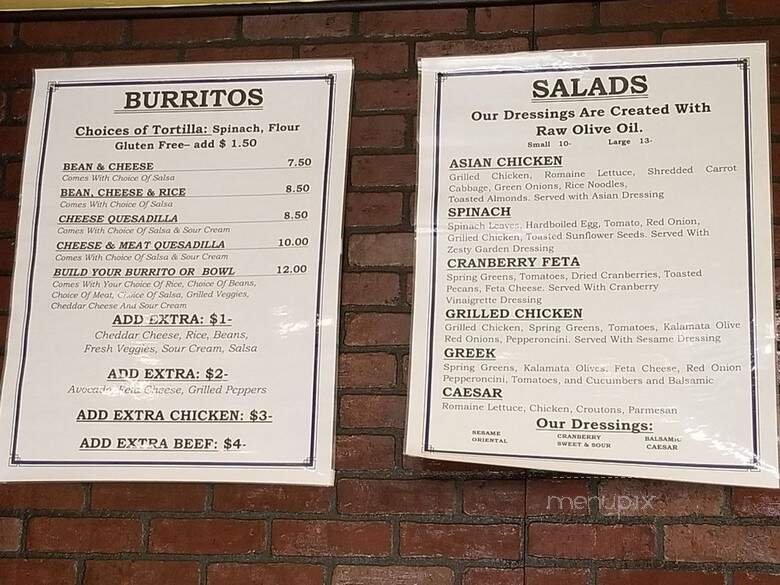 BURRITOS
Choices of Tortilla: Spinach, Flour
Gluten Free– add $ 1.50
BEAN & CHEESE 7.50
Comes With Choice Of Salsa
BEAN, CHEESE & RICE 8.50
Comes With Choice Of Salsa
CHEESE QUESADILLA 8.50
Comes With Choice Of Salsa & Sour Cream
CHEESE & MEAT QUESADILLA 10.00
Comes With Choice Of Salsa & Sour Cream
BUILD YOUR BURRITO OR BOWL 12.00
Comes With Your Choice Of Rice, Choice Of Beans,
Choice Of Meat, Choice Of Salsa, Grilled Veggies,
Cheddar Cheese And Sour Cream
ADD EXTRA: $1-
Cheddar Cheese, Rice, Beans,
Fresh Veggies, Sour Cream, Salsa
ADD EXTRA: $2-
Avocado, Feta Cheese, Grilled Peppers
ADD EXTRA CHICKEN: $3-
ADD EXTRA BEEF: $4-
SALADS
Our Dressings Are Created With
Raw Olive Oil.
Small 10- Large 13-
ASIAN CHICKEN
Grilled Chicken, Romaine Lettuce, Shredded Carrot
Cabbage, Green Onions, Rice Noodles,
Toasted Almonds. Served with Asian Dressing
SPINACH
Spinach Leaves, Hardboiled Egg, Tomato, Red Onion,
Grilled Chicken, Toasted Sunflower Seeds. Served With
Zesty Garden Dressing
CRANBERRY FETA
Spring Greens, Tomatoes, Dried Cranberries, Toasted
Pecans, Feta Cheese. Served With Cranberry
Vinaigrette Dressing
GRILLED CHICKEN
Grilled Chicken, Spring Greens, Tomatoes, Kalamata Olive
Red Onions, Pepperoncini. Served With Sesame Dressing
GREEK
Spring Greens, Kalamata Olives, Feta Cheese, Red Onion
Pepperoncini, Tomatoes, and Cucumbers and Balsamic
CAESAR
Romaine Lettuce, Chicken, Croutons, Parmesan
Our Dressings:
SESAME CRANBERRY BALSAMIC
ORIENTAL SWEET & SOUR CAESAR
menupix